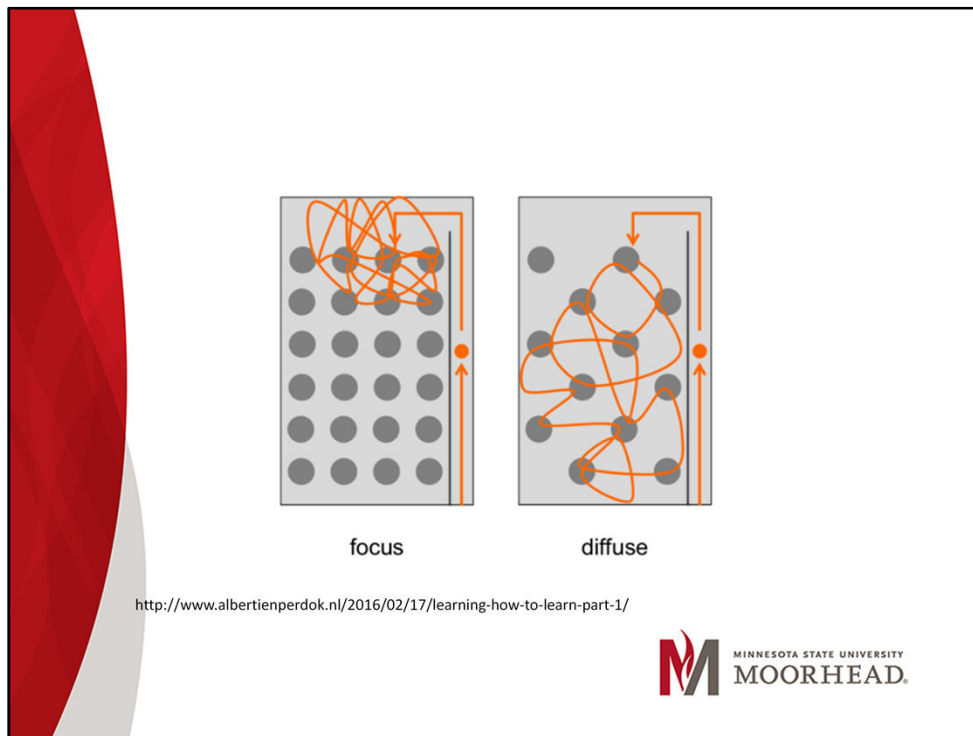 focus
diffuse
http://www.albertienperdok.nl/2016/02/17/learning-how-to-learn-part-1/
MINNESOTA STATE UNIVERSITY
MOORHEAD®